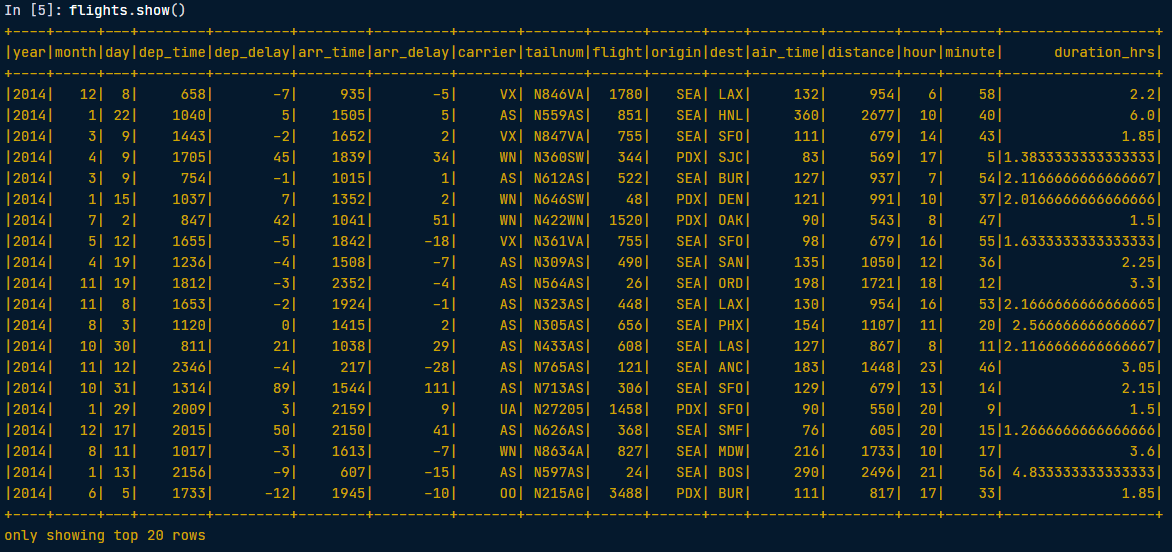 In [5]: flights.show()
+----+-----+---+--------+---------+--------+---------+-------+-------+------+------+----+--------+--------+----+------+------------------+
|year|month|day|dep_time|dep_delay|arr_time|arr_delay|carrier|tailnum|flight|origin|dest|air_time|distance|hour|minute|      duration_hrs|
+----+-----+---+--------+---------+--------+---------+-------+-------+------+------+----+--------+--------+----+------+------------------+
|2014|   12|  8|     658|       -7|     935|       -5|     VX| N846VA|  1780|   SEA| LAX|     132|     954|   6|    58|               2.2|
|2014|    1| 22|    1040|        5|    1505|        5|     AS| N559AS|   851|   SEA| HNL|     360|    2677|  10|    40|               6.0|
|2014|    3|  9|    1443|       -2|    1652|        2|     VX| N847VA|   755|   SEA| SFO|     111|     679|  14|    43|              1.85|
|2014|    4|  9|    1705|       45|    1839|       34|     WN| N360SW|   344|   PDX| SJC|      83|     569|  17|     5|1.3833333333333333|
|2014|    3|  9|     754|       -1|    1015|        1|     AS| N612AS|   522|   SEA| BUR|     127|     937|   7|    54|2.1166666666666667|
|2014|    1| 15|    1037|        7|    1352|        2|     WN| N646SW|    48|   PDX| DEN|     121|     991|  10|    37|2.0166666666666666|
|2014|    7|  2|     847|       42|    1041|       51|     WN| N422WN|  1520|   PDX| OAK|      90|     543|   8|    47|               1.5|
|2014|    5| 12|    1655|       -5|    1842|      -18|     VX| N361VA|   755|   SEA| SFO|      98|     679|  16|    55|1.6333333333333333|
|2014|    4| 19|    1236|       -4|    1508|       -7|     AS| N309AS|   490|   SEA| SAN|     135|    1050|  12|    36|              2.25|
|2014|   11| 19|    1812|       -3|    2352|       -4|     AS| N564AS|    26|   SEA| ORD|     198|    1721|  18|    12|               3.3|
|2014|   11|  8|    1653|       -2|    1924|       -1|     AS| N323AS|   448|   SEA| LAX|     130|     954|  16|    53|2.1666666666666665|
|2014|    8|  3|    1120|        0|    1415|        2|     AS| N305AS|   656|   SEA| PHX|     154|    1107|  11|    20| 2.566666666666667|
|2014|   10| 30|     811|       21|    1038|       29|     AS| N433AS|   608|   SEA| LAS|     127|     867|   8|    11|2.1166666666666667|
|2014|   11| 12|    2346|       -4|     217|      -28|     AS| N765AS|   121|   SEA| ANC|     183|    1448|  23|    46|              3.05|
|2014|   10| 31|    1314|       89|    1544|      111|     AS| N713AS|   306|   SEA| SFO|     129|     679|  13|    14|              2.15|
|2014|    1| 29|    2009|        3|    2159|        9|     UA| N27205|  1458|   PDX| SFO|      90|     550|  20|     9|               1.5|
|2014|   12| 17|    2015|       50|    2150|       41|     AS| N626AS|   368|   SEA| SMF|      76|     605|  20|    15|1.2666666666666666|
|2014|    8| 11|    1017|       -3|    1613|       -7|     WN| N8634A|   827|   SEA| MDW|     216|    1733|  10|    17|               3.6|
|2014|    1| 13|    2156|       -9|     607|      -15|     AS| N597AS|    24|   SEA| BOS|     290|    2496|  21|    56| 4.833333333333333|
|2014|    6|  5|    1733|      -12|    1945|      -10|     OO| N215AG|  3488|   PDX| BUR|     111|     817|  17|    33|              1.85|
+----+-----+---+--------+---------+--------+---------+-------+-------+------+------+----+--------+--------+----+------+------------------+
only showing top 20 rows